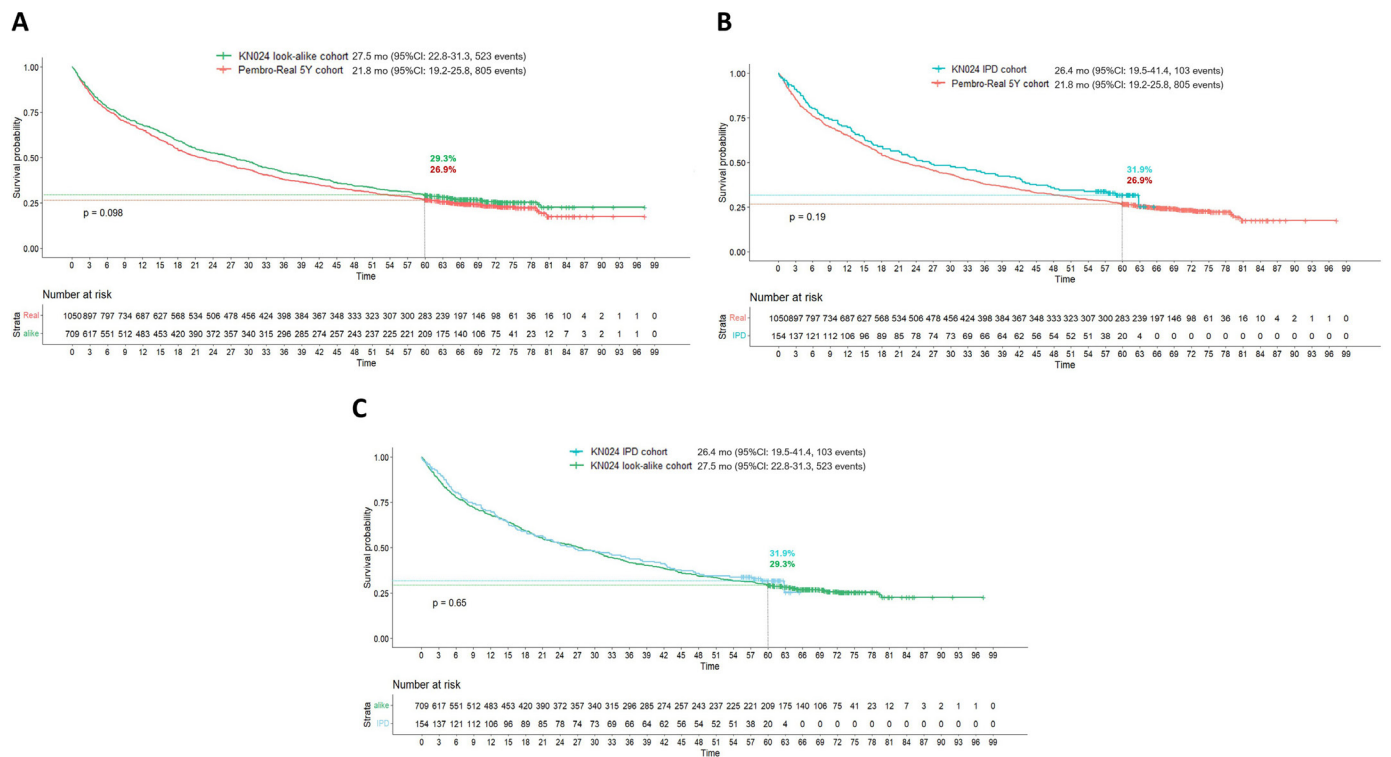 A
KN024 look-alike cohort 27.5 mo (95%CI: 22.8-31.3, 523 events)
Pembro-Real 5Y cohort 21.8 mo (95%CI: 19.2-25.8, 805 events)
1.00
0.75
0.50
0.25
0.00
Survival probability
29.3%
26.9%
p = 0.098
0 3 6 9 12 15 18 21 24 27 30 33 36 39 42 45 48 51 54 57 60 63 66 69 72 75 78 81 84 87 90 93 96 99
Time
Number at risk
Strata
Real 1050 897 797 734 687 627 568 534 506 478 456 424 398 384 367 348 333 323 307 300 283 239 197 146 98 61 36 16 10 4 2 1 1 0
alike 709 617 551 512 483 453 420 390 372 357 340 315 296 285 274 257 243 237 225 221 209 175 140 106 75 41 23 12 7 3 2 1 1 0
0 3 6 9 12 15 18 21 24 27 30 33 36 39 42 45 48 51 54 57 60 63 66 69 72 75 78 81 84 87 90 93 96 99
Time
B
KN024 IPD cohort 26.4 mo (95%CI: 19.5-41.4, 103 events)
Pembro-Real 5Y cohort 21.8 mo (95%CI: 19.2-25.8, 805 events)
1.00
0.75
0.50
0.25
0.00
Survival probability
31.9%
26.9%
p = 0.19
0 3 6 9 12 15 18 21 24 27 30 33 36 39 42 45 48 51 54 57 60 63 66 69 72 75 78 81 84 87 90 93 96 99
Time
Number at risk
Strata
Real 1050 897 797 734 687 627 568 534 506 478 456 424 398 384 367 348 333 323 307 300 283 239 197 146 98 61 36 16 10 4 2 1 1 0
IPD 154 137 121 112 106 96 89 85 78 74 73 69 66 64 62 56 54 52 51 38 20 4 0 0 0 0 0 0 0 0 0 0 0 0
0 3 6 9 12 15 18 21 24 27 30 33 36 39 42 45 48 51 54 57 60 63 66 69 72 75 78 81 84 87 90 93 96 99
Time
C
KN024 IPD cohort 26.4 mo (95%CI: 19.5-41.4, 103 events)
KN024 look-alike cohort 27.5 mo (95%CI: 22.8-31.3, 523 events)
1.00
0.75
0.50
0.25
0.00
Survival probability
31.9%
29.3%
p = 0.65
0 3 6 9 12 15 18 21 24 27 30 33 36 39 42 45 48 51 54 57 60 63 66 69 72 75 78 81 84 87 90 93 96 99
Time
Number at risk
Strata
alike 709 617 551 512 483 453 420 390 372 357 340 315 296 285 274 257 243 237 225 221 209 175 140 106 75 41 23 12 7 3 2 1 1 0
IPD 154 137 121 112 106 96 89 85 78 74 73 69 66 64 62 56 54 52 51 38 20 4 0 0 0 0 0 0 0 0 0 0 0 0
0 3 6 9 12 15 18 21 24 27 30 33 36 39 42 45 48 51 54 57 60 63 66 69 72 75 78 81 84 87 90 93 96 99
Time